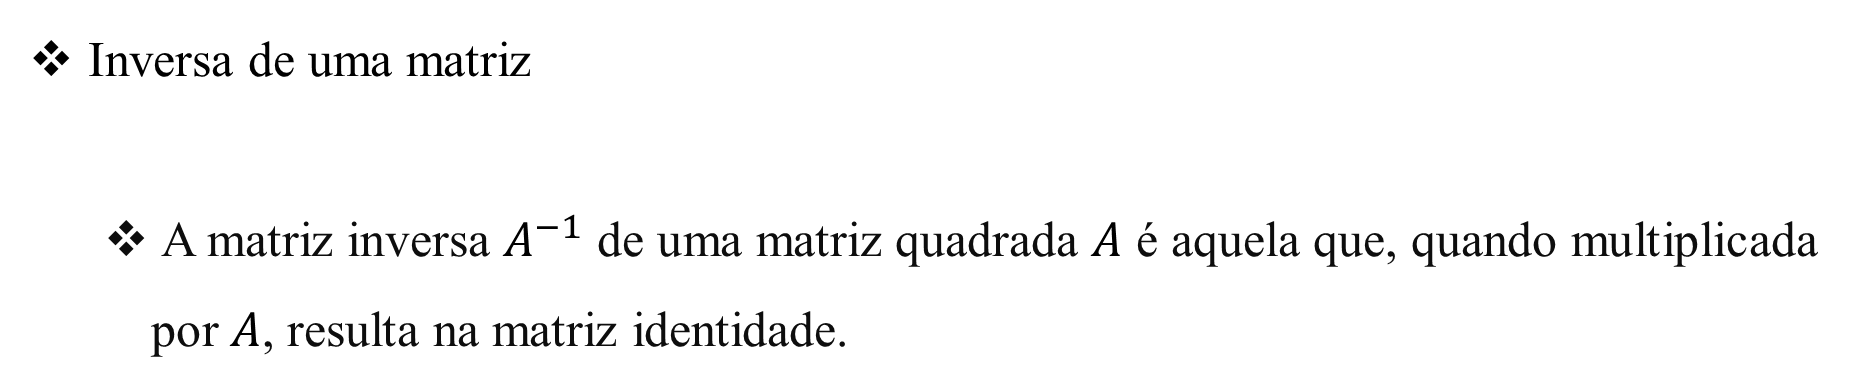 ❖ Inversa de uma matriz
❖ A matriz inversa A⁻¹ de uma matriz quadrada A é aquela que, quando multiplicada
por A, resulta na matriz identidade.